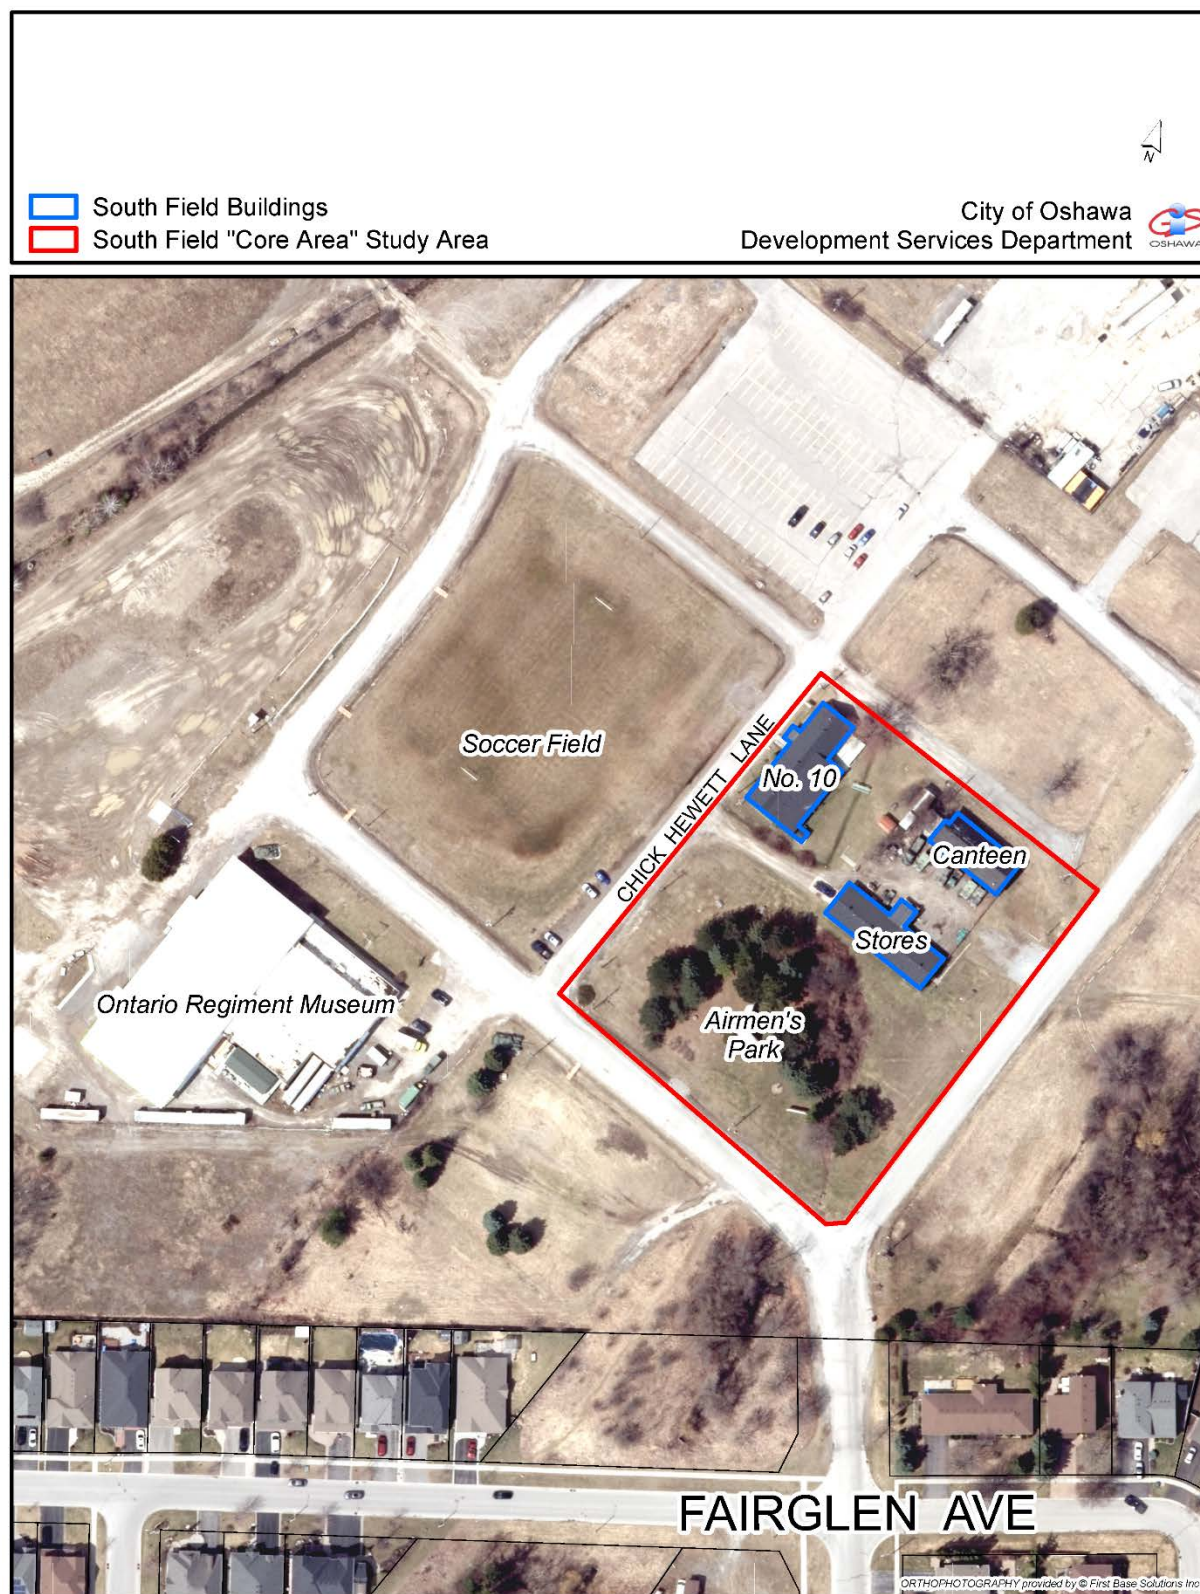 N
South Field Buildings
South Field "Core Area" Study Area
City of Oshawa
Development Services Department
GIS
OSHAWA
Soccer Field
CHICK HEWETT LANE
No. 10
Canteen
Stores
Ontario Regiment Museum
Airmen's
Park
FAIRGLEN AVE
ORTHOPHOTOGRAPHY provided by © First Base Solutions Inc